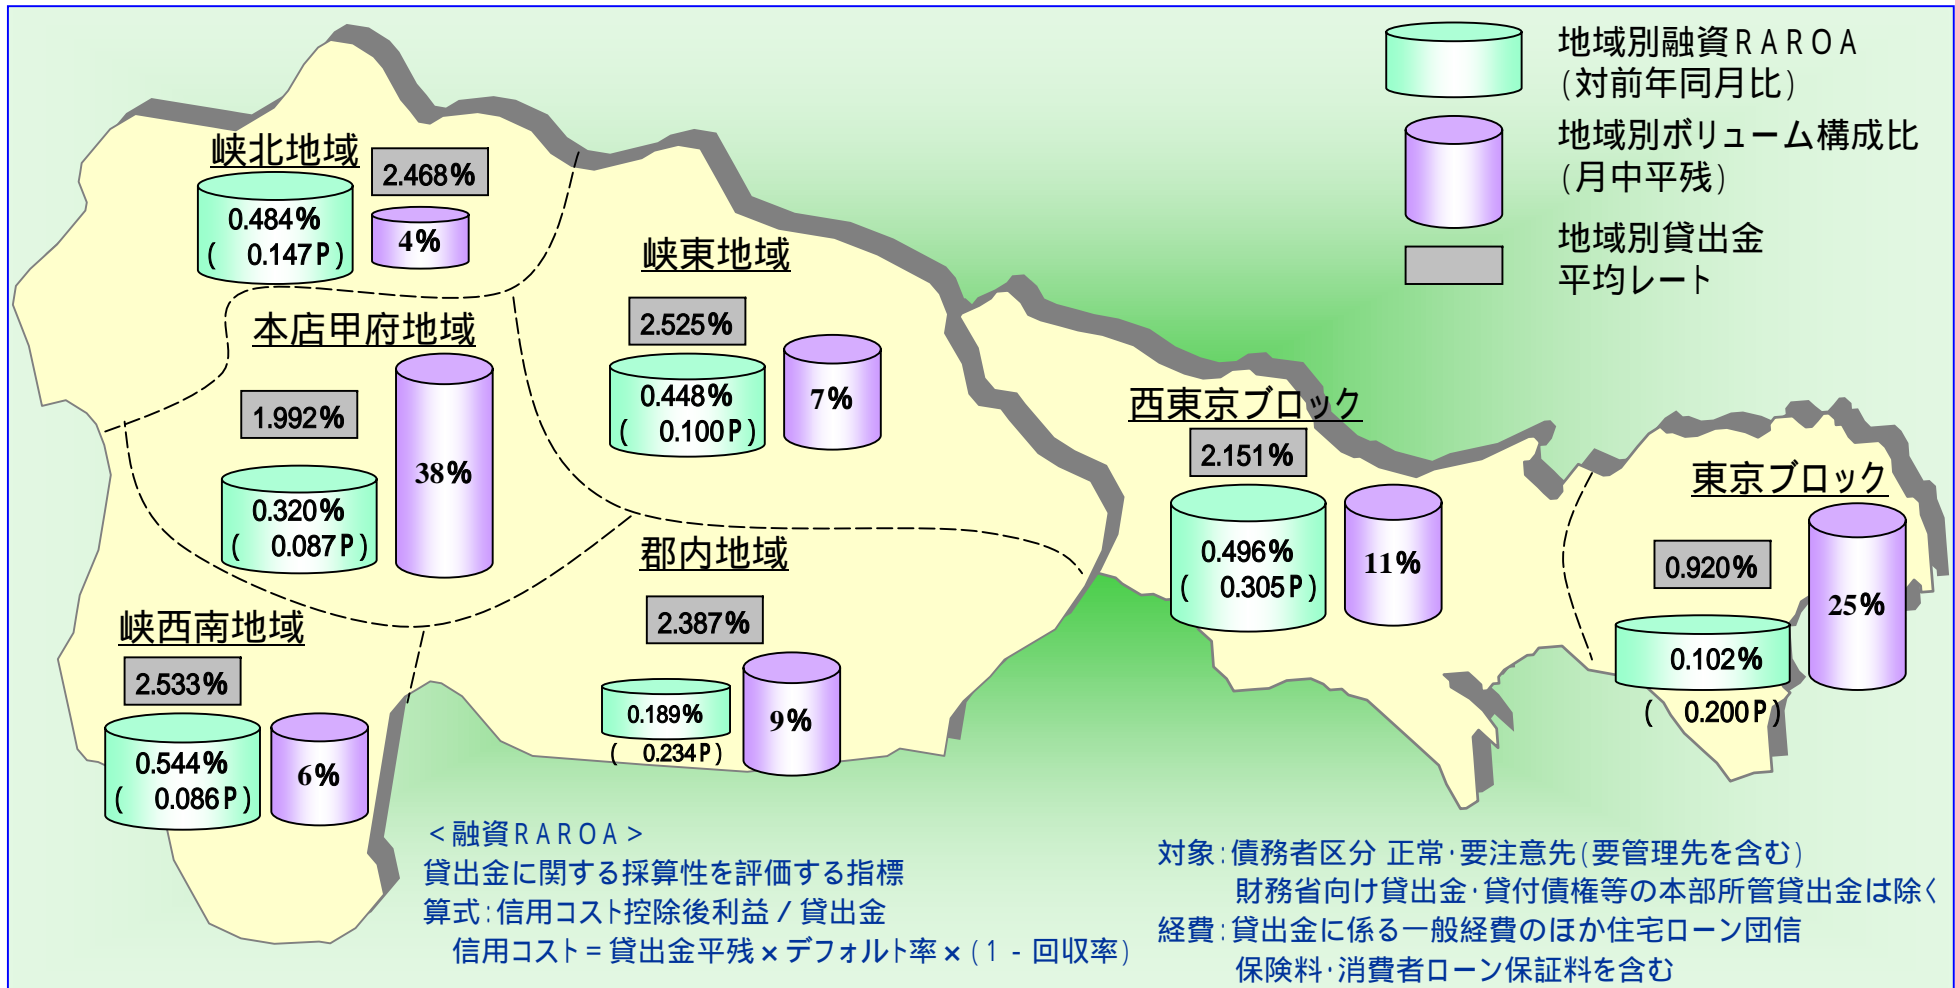 地域別融資RAROA
(対前年同月比)
地域別ボリューム構成比
(月中平残)
地域別貸出金
平均レート
峡北地域
2.468%
0.484%
( 0.147P)
4%
峡東地域
2.525%
0.448%
( 0.100P)
7%
本店甲府地域
1.992%
38%
0.320%
( 0.087P)
西東京ブロック
2.151%
0.496%
( 0.305P)
11%
東京ブロック
0.920%
25%
0.102%
( 0.200P)
郡内地域
2.387%
0.189%
( 0.234P)
9%
峡西南地域
2.533%
0.544%
( 0.086P)
6%
<融資RAROA>
貸出金に関する採算性を評価する指標
算式:信用コスト控除後利益/貸出金
信用コスト=貸出金平残×デフォルト率×(1-回収率)
対象:債務者区分 正常・要注意先(要管理先を含む)
財務省向け貸出金・貸付債権等の本部所管貸出金は除く
経費:貸出金に係る一般経費のほか住宅ローン団信
保険料・消費者ローン保証料を含む